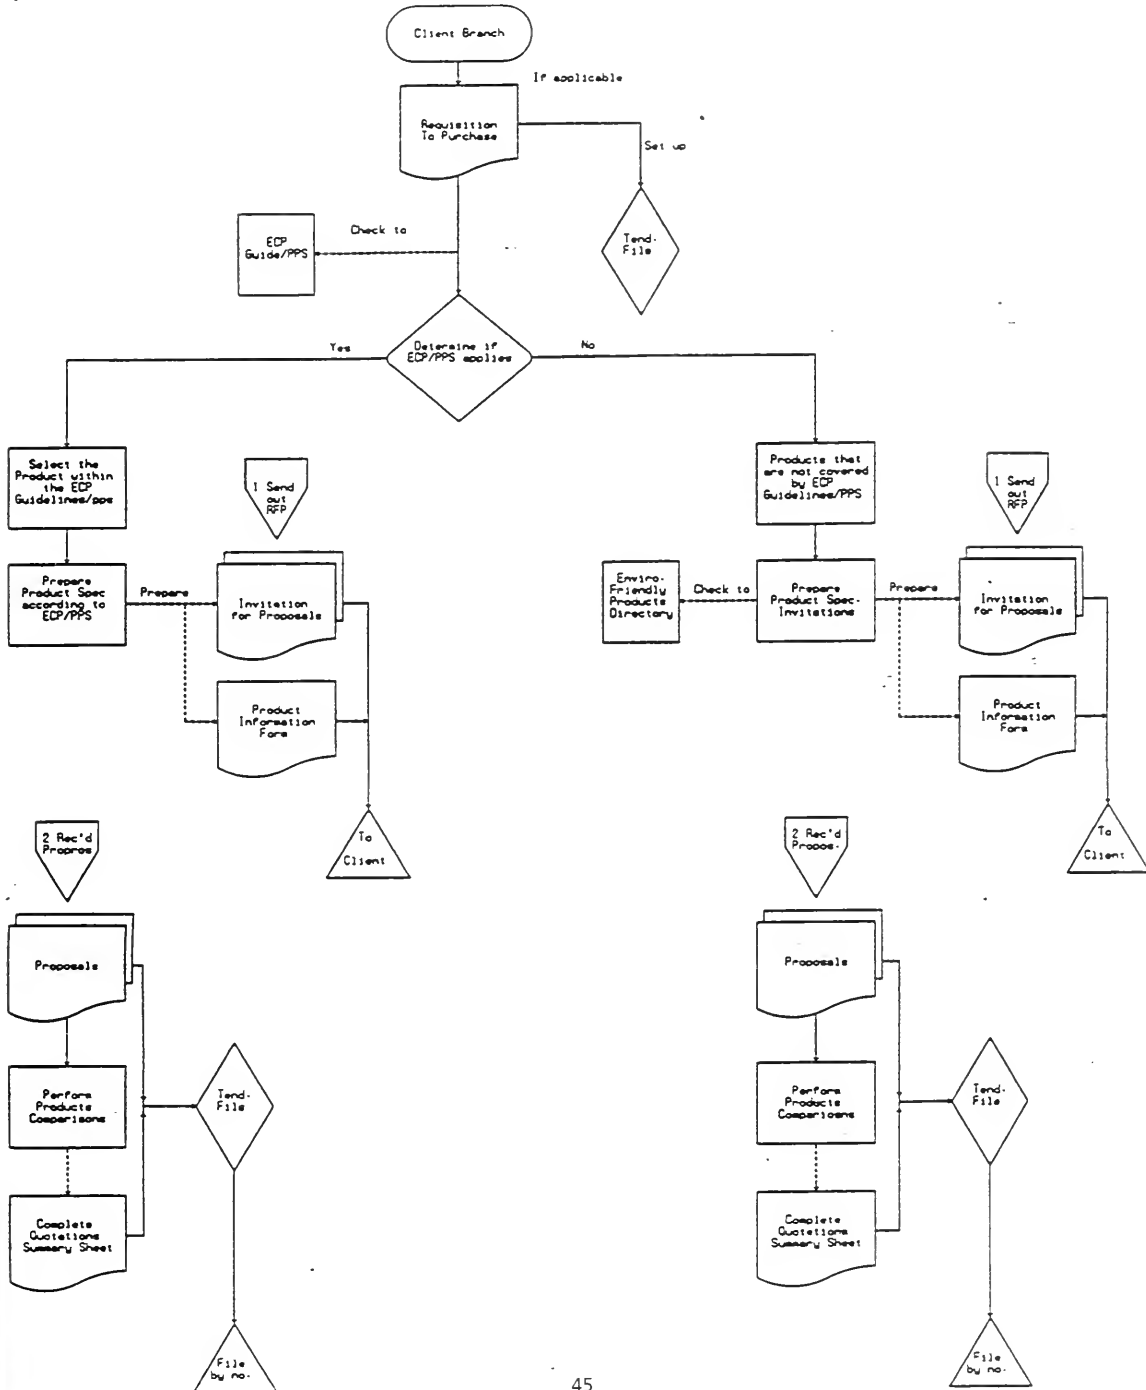 Client Branch
If applicable
Requisition
To Purchase
Set up
Tend-
File
ECP
Guide/PPS
Check to
Determine if
ECP/PPS applies
Yes
No
Select the
Product within
the ECP
Guidelines/pps
1 Send
out
RFP
Prepare
Product Spec
according to
ECP/PPS
Prepare
Invitation
for Proposals
Product
Information
Form
To
Client
Products that
are not covered
by ECP
Guidelines/PPS
1 Send
out
RFP
Enviro-
Friendly
Products
Directory
Check to
Prepare
Product Spec-
Invitations
Prepare
Invitation
for Proposals
Product
Information
Form
To
Client
2 Rec'd
Propros
Proposals
Perform
Products
Comparisons
Complete
Quotations
Summary Sheet
Tend-
File
File
by no.
2 Rec'd
Propos.
Proposals
Perform
Products
Comparisons
Complete
Quotations
Summary Sheet
Tend-
File
File
by no.
45